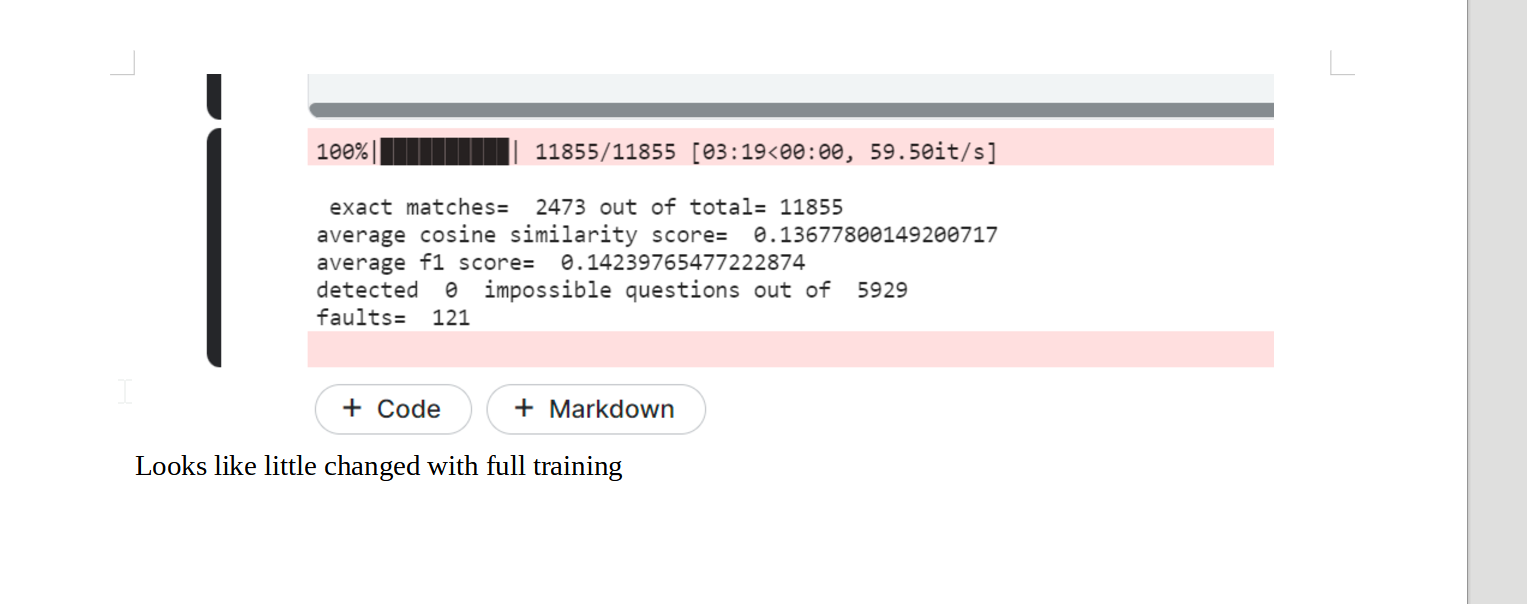 100%|██████████| 11855/11855 [03:19<00:00, 59.50it/s]
exact matches=  2473 out of total= 11855
average cosine similarity score=  0.13677800149200717
average f1 score=  0.14239765477222874
detected  0  impossible questions out of  5929
faults=  121
+ Code + Markdown
Looks like little changed with full training